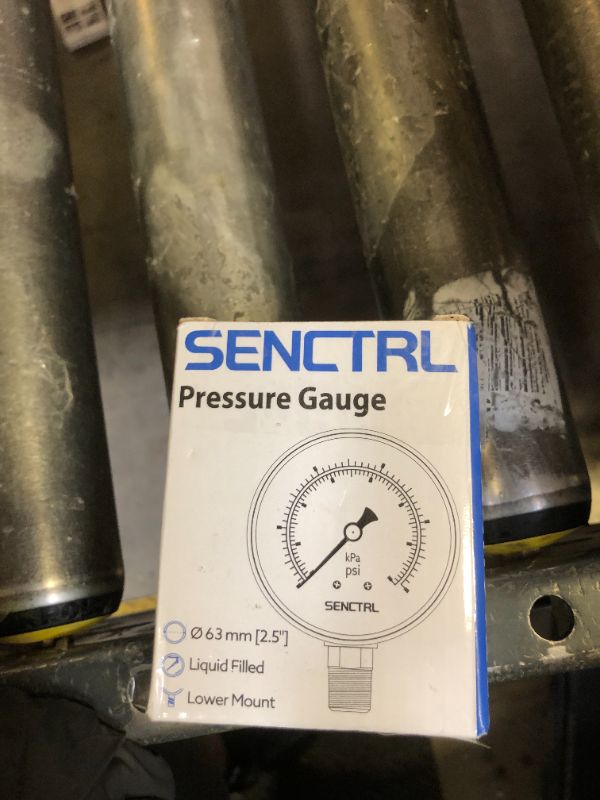 SENCTRL
Pressure Gauge
kPa
psi
SENCTRL
Ø 63 mm [2.5"]
Liquid Filled
Lower Mount